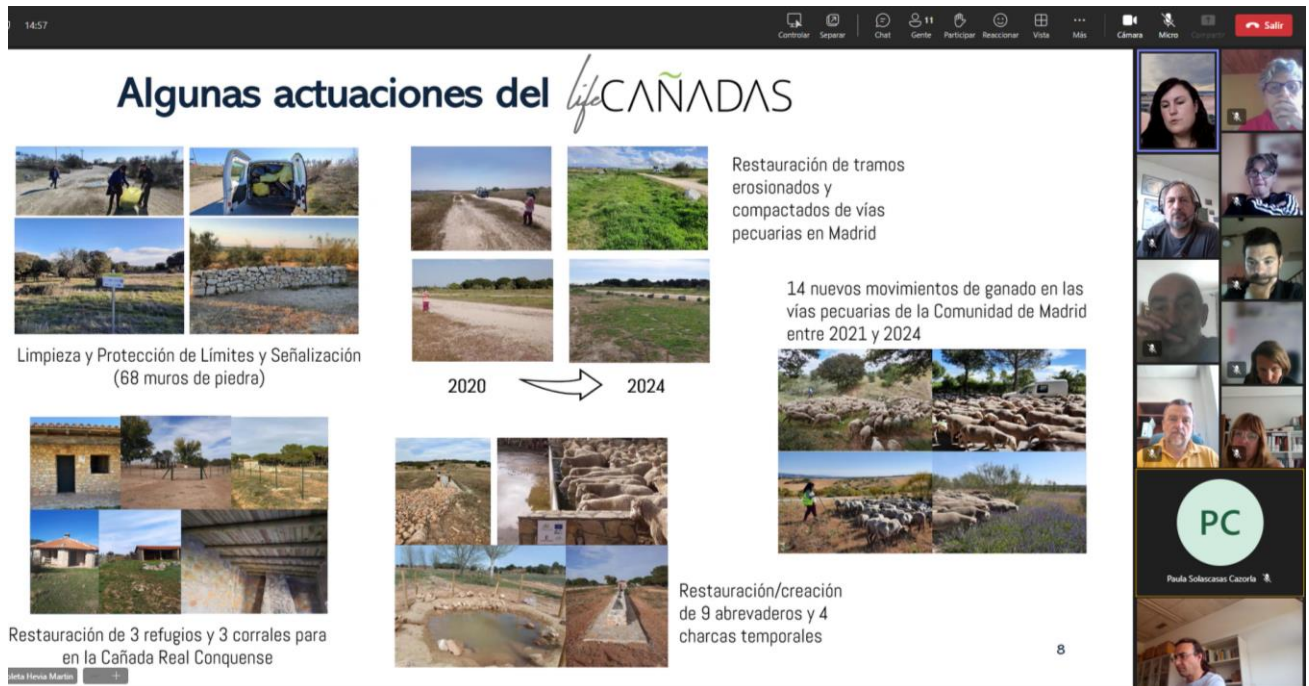 14:57
Controlar Separar Chat 11 Gente Participar Reaccionar Vista Más Cámara Micro Compartir Salir
Algunas actuaciones del life CAÑADAS
Limpieza y Protección de Límites y Señalización
(68 muros de piedra)
2020 2024
Restauración de tramos
erosionados y
compactados de vías
pecuarias en Madrid
14 nuevos movimientos de ganado en las
vías pecuarias de la Comunidad de Madrid
entre 2021 y 2024
Restauración de 3 refugios y 3 corrales para
en la Cañada Real Conquense
Restauración/creación
de 9 abrevaderos y 4
charcas temporales
8
oleta Hevia Martin
PC
Paula Solascasas Cazorla